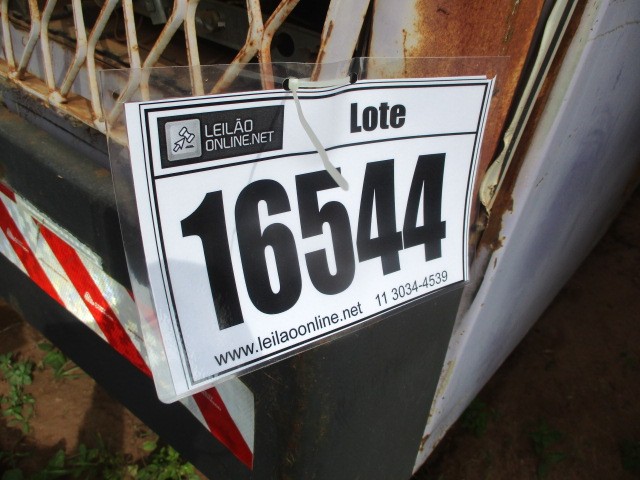 LEILÃO
ONLINE.NET
Lote
16544
www.leilaoonline.net 11 3034-4539